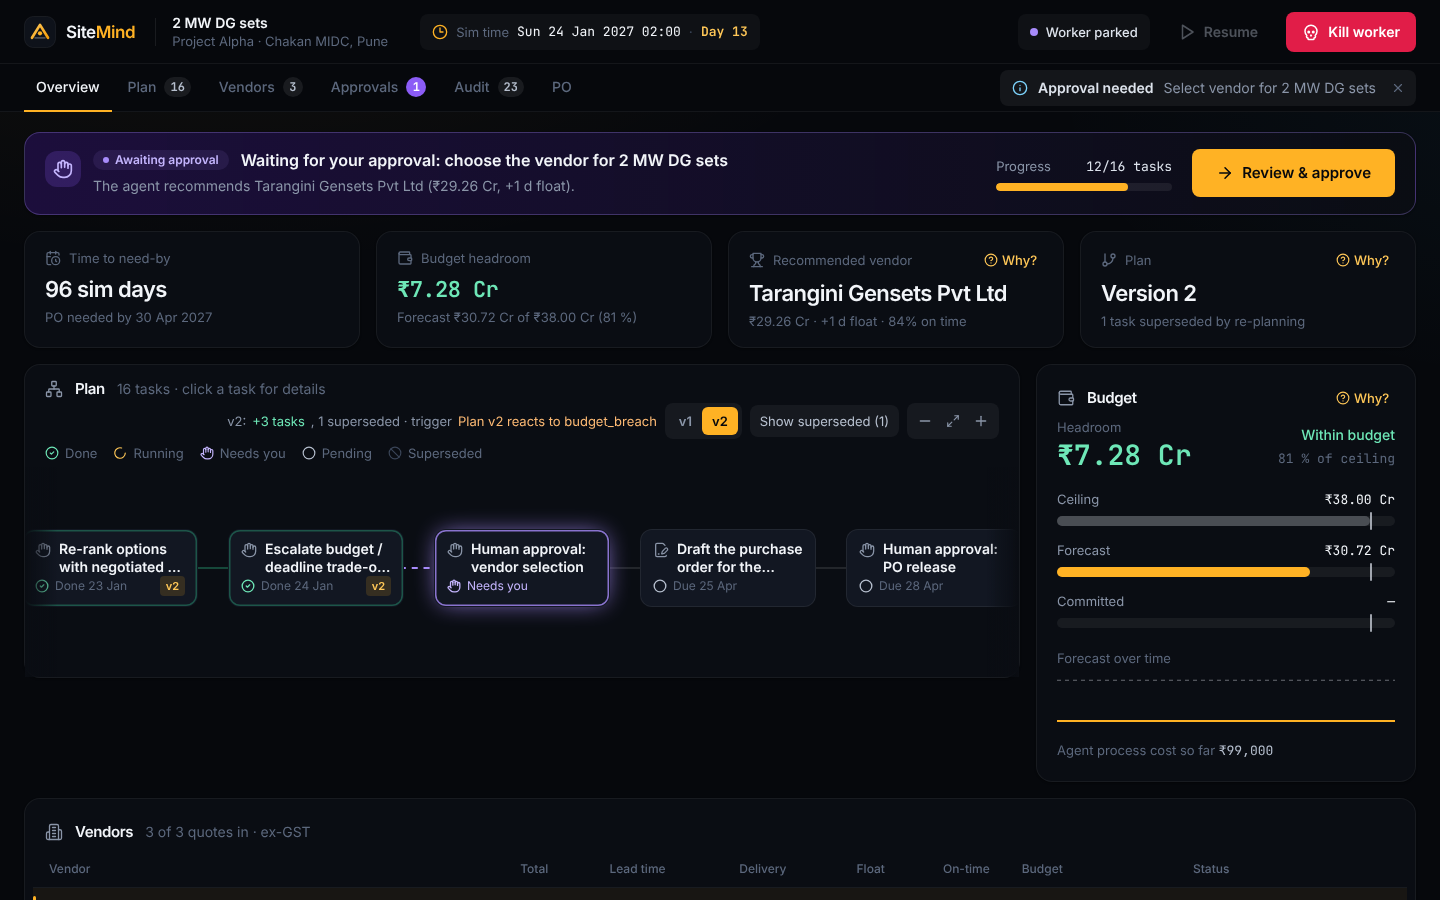 SiteMind
2 MW DG sets
Project Alpha · Chakan MIDC, Pune
Sim time Sun 24 Jan 2027 02:00 · Day 13
Worker parked
Resume
Kill worker
Overview
Plan 16
Vendors 3
Approvals 1
Audit 23
PO
Approval needed Select vendor for 2 MW DG sets
Awaiting approval
Waiting for your approval: choose the vendor for 2 MW DG sets
The agent recommends Tarangini Gensets Pvt Ltd (₹29.26 Cr, +1 d float).
Progress 12/16 tasks
Review & approve
Time to need-by
96 sim days
PO needed by 30 Apr 2027
Budget headroom
₹7.28 Cr
Forecast ₹30.72 Cr of ₹38.00 Cr (81 %)
Recommended vendor
Why?
Tarangini Gensets Pvt Ltd
₹29.26 Cr · +1 d float · 84% on time
Plan
Why?
Version 2
1 task superseded by re-planning
Plan 16 tasks · click a task for details
v2: +3 tasks , 1 superseded · trigger Plan v2 reacts to budget_breach
v1 v2
Show superseded (1)
Done
Running
Needs you
Pending
Superseded
Re-rank options
with negotiated ...
Done 23 Jan
v2
Escalate budget /
deadline trade-o...
Done 24 Jan
v2
Human approval:
vendor selection
Needs you
Draft the purchase
order for the...
Due 25 Apr
Human approval:
PO release
Due 28 Apr
Budget
Why?
Headroom
₹7.28 Cr
Within budget
81 % of ceiling
Ceiling ₹38.00 Cr
Forecast ₹30.72 Cr
Committed —
Forecast over time
Agent process cost so far ₹99,000
Vendors 3 of 3 quotes in · ex-GST
Vendor Total Lead time Delivery Float On-time Budget Status